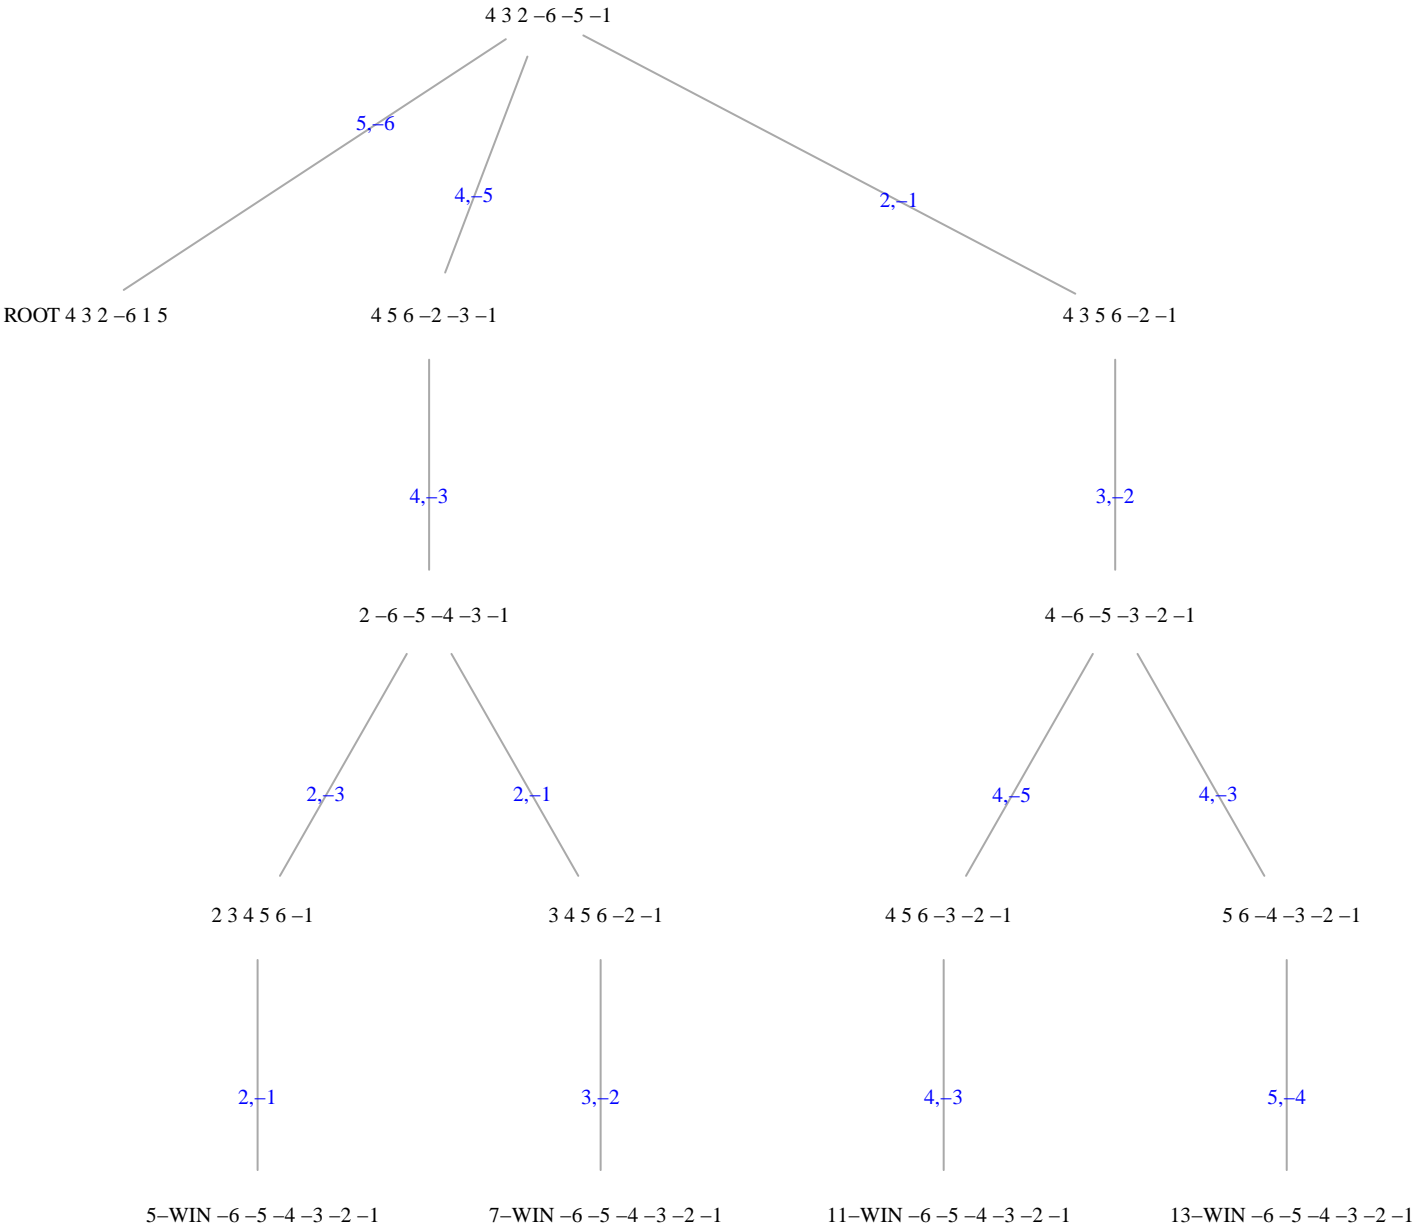 4 3 2 –6 –5 –1
5,–6
4,–5
2,–1
ROOT 4 3 2 –6 1 5
4 5 6 –2 –3 –1
4 3 5 6 –2 –1
4,–3
3,–2
2 –6 –5 –4 –3 –1
4 –6 –5 –3 –2 –1
2,–3
2,–1
4,–5
4,–3
2 3 4 5 6 –1
3 4 5 6 –2 –1
4 5 6 –3 –2 –1
5 6 –4 –3 –2 –1
2,–1
3,–2
4,–3
5,–4
5–WIN –6 –5 –4 –3 –2 –1
7–WIN –6 –5 –4 –3 –2 –1
11–WIN –6 –5 –4 –3 –2 –1
13–WIN –6 –5 –4 –3 –2 –1